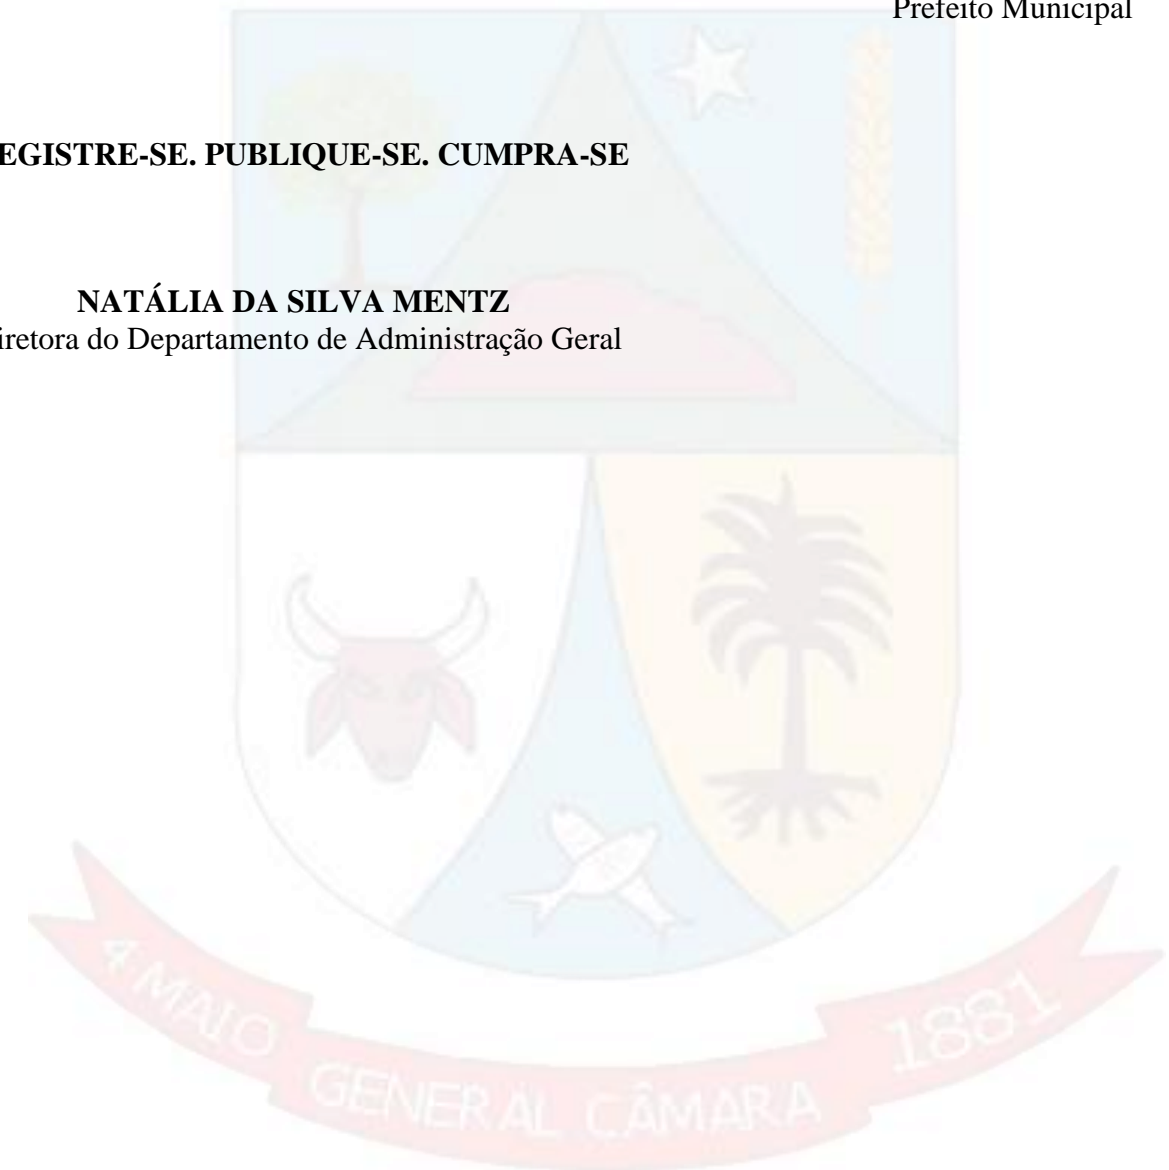 Prefeito Municipal
EGISTRE-SE. PUBLIQUE-SE. CUMPRA-SE
NATÁLIA DA SILVA MENTZ
iretora do Departamento de Administração Geral
4 MAIO
GENERAL CÂMARA
1881